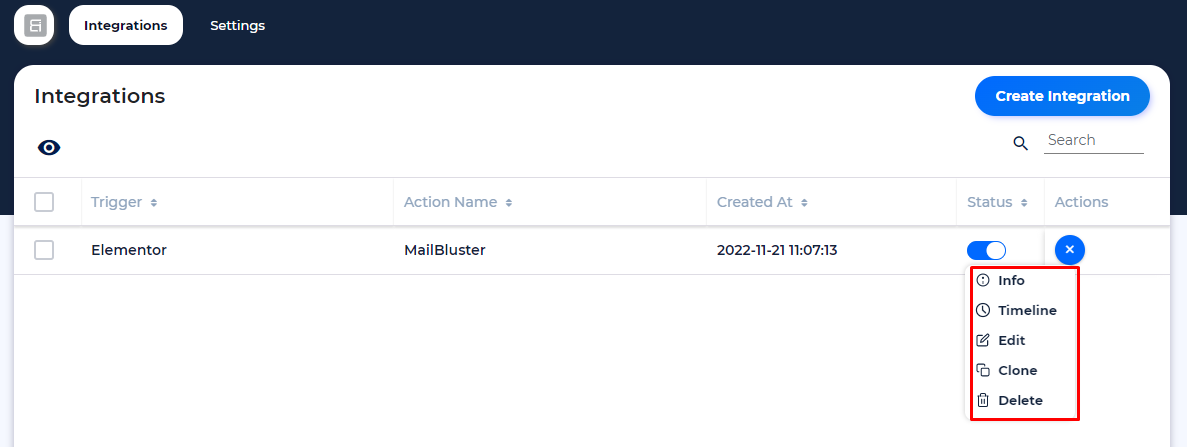 Integrations Settings
Integrations
Create Integration
Search
Trigger Action Name Created At Status Actions
Elementor MailBluster 2022-11-21 11:07:13
Info
Timeline
Edit
Clone
Delete